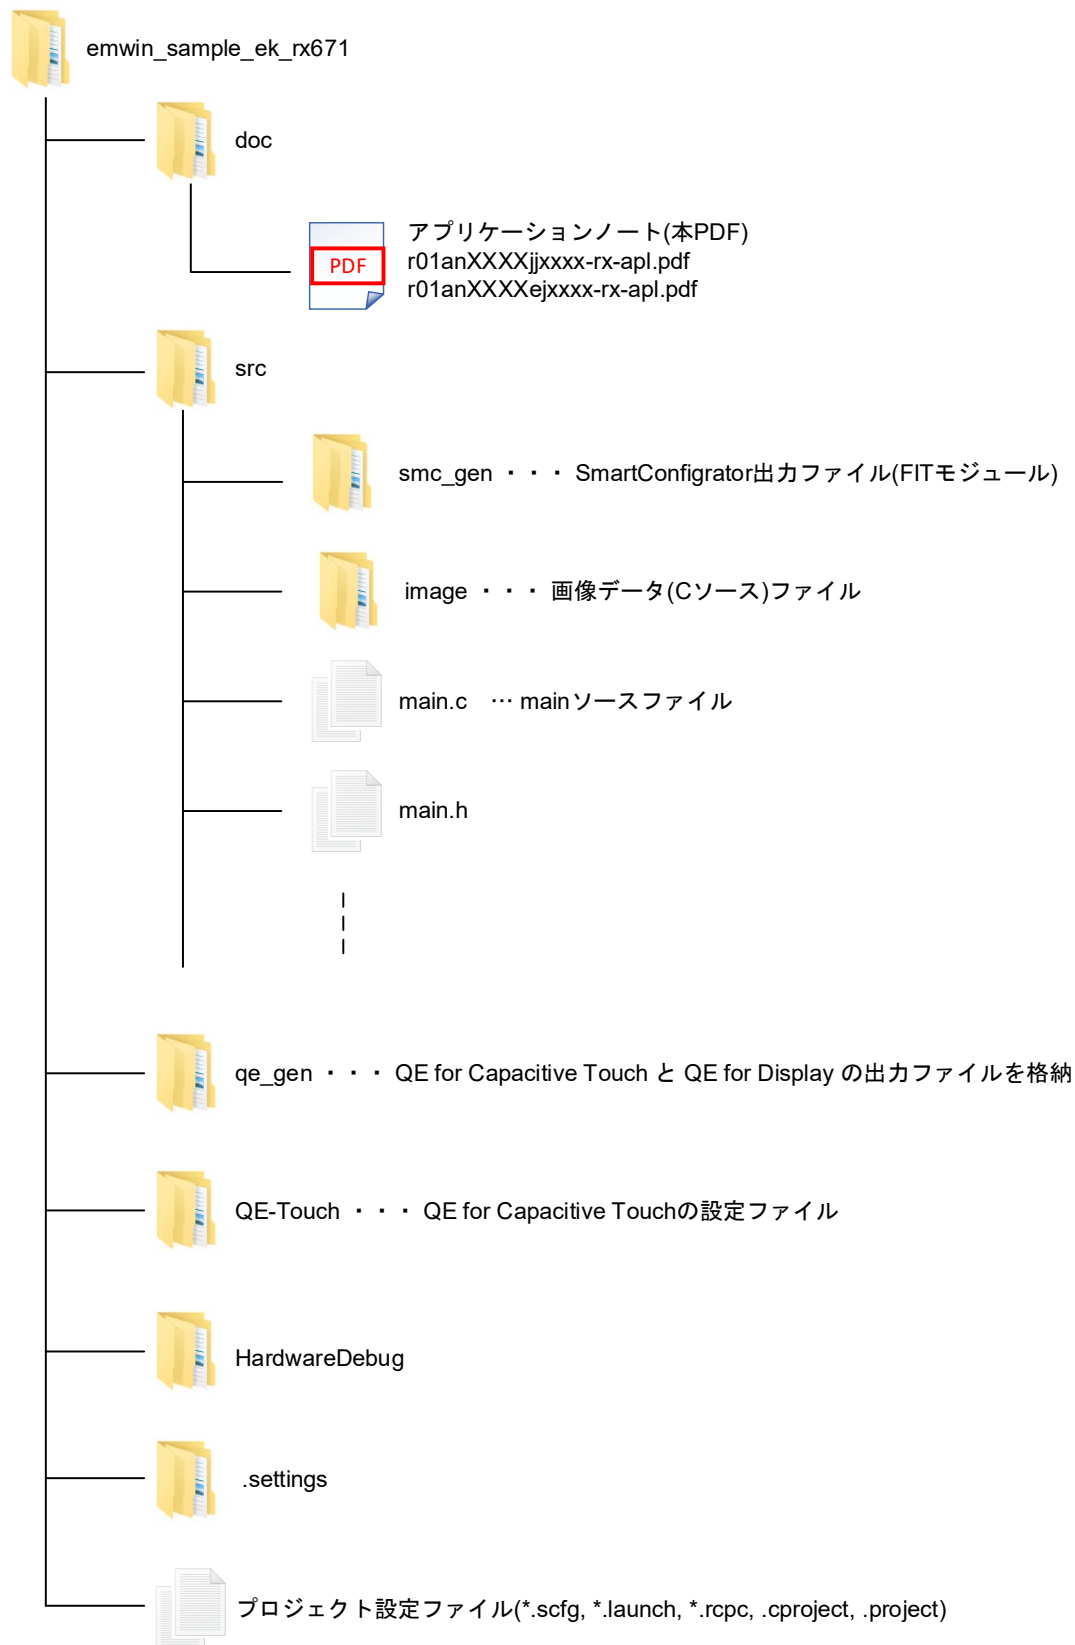 emwin_sample_ek_rx671
doc
アプリケーションノート(本PDF)
PDF
r01anXXXXjjxxxx-rx-apl.pdf
r01anXXXXejxxxx-rx-apl.pdf
src
smc_gen ・・・ SmartConfigrator出力ファイル(FITモジュール)
image ・・・ 画像データ(Cソース)ファイル
main.c … mainソースファイル
main.h
qe_gen ・・・ QE for Capacitive Touch と QE for Display の出力ファイルを格納
QE-Touch ・・・ QE for Capacitive Touchの設定ファイル
HardwareDebug
.settings
プロジェクト設定ファイル(*.scfg, *.launch, *.rcpc, .cproject, .project)